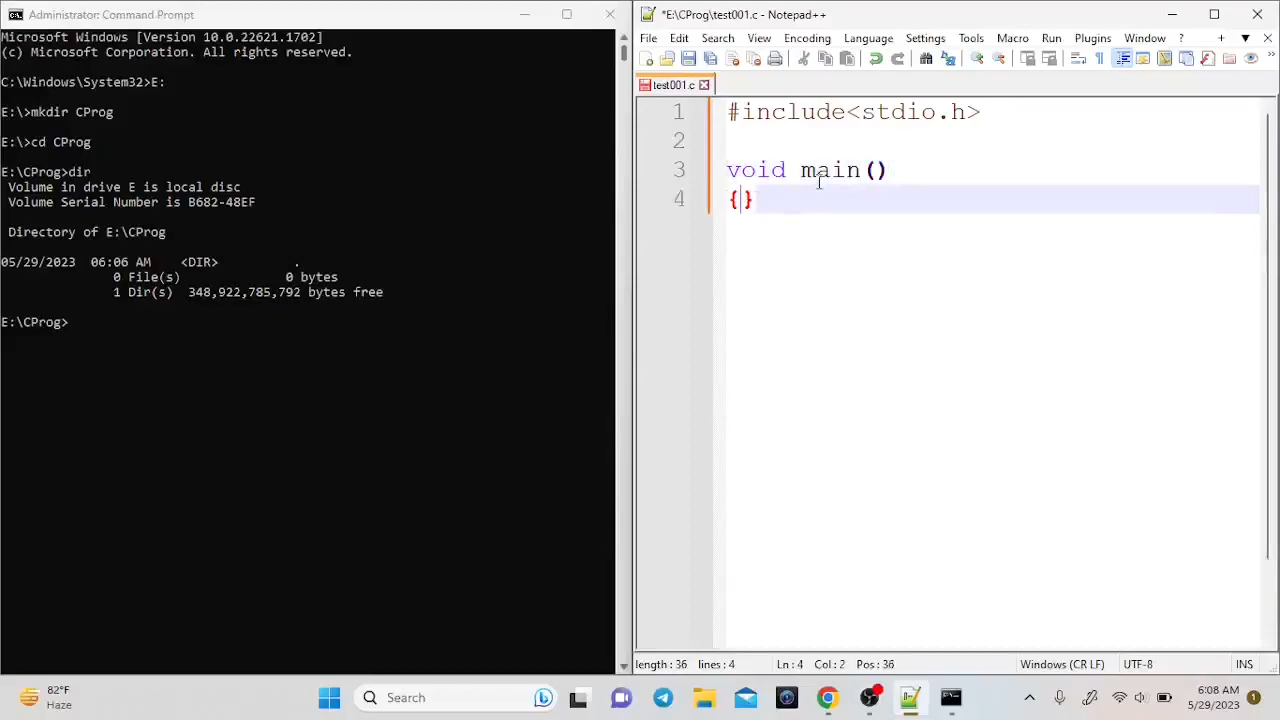 Administrator: Command Prompt
Microsoft Windows [Version 10.0.22621.1702]
(c) Microsoft Corporation. All rights reserved.
C:\Windows\System32>E:
E:\>mkdir CProg
E:\>cd CProg
E:\CProg>dir
 Volume in drive E is local disc
 Volume Serial Number is B682-48EF
 Directory of E:\CProg
05/29/2023  06:06 AM    <DIR>          .
               0 File(s)              0 bytes
               1 Dir(s)  348,922,785,792 bytes free
E:\CProg>
*E:\CProg\test001.c - Notepad++
File Edit Search View Encoding Language Settings Tools Macro Run Plugins Window ?
test001.c
1 #include<stdio.h>
2
3 void main()
4 {}
length: 36 lines: 4 Ln: 4 Col: 2 Pos: 36 Windows (CR LF) UTF-8 INS
82°F
Haze
Search
6:08 AM
5/29/2023
1